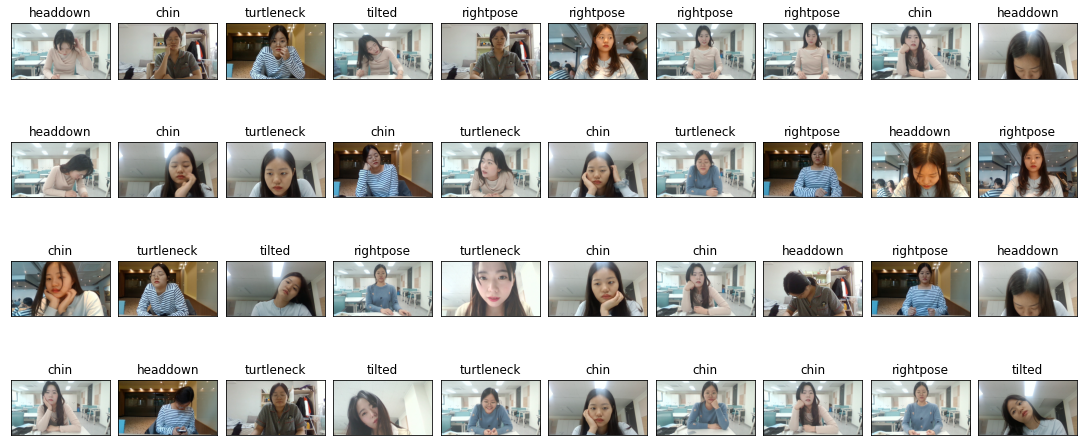 headdown chin turtleneck tilted rightpose rightpose rightpose rightpose chin headdown
headdown chin turtleneck chin turtleneck chin turtleneck rightpose headdown rightpose
chin turtleneck tilted rightpose turtleneck chin chin headdown rightpose headdown
chin headdown turtleneck tilted turtleneck chin chin chin rightpose tilted